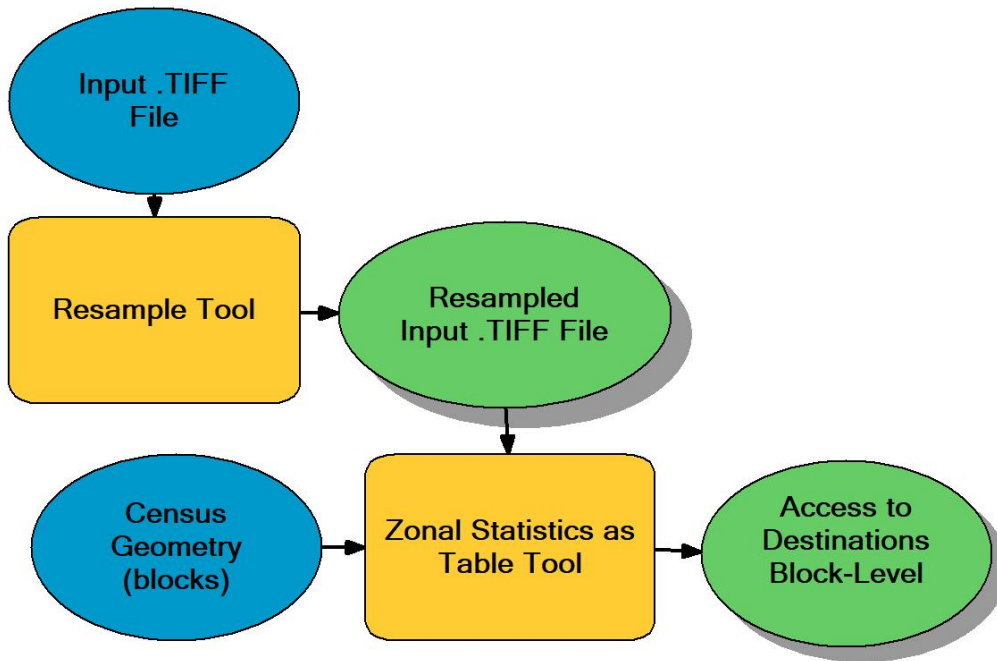 Input .TIFF
File
Resample Tool
Resampled
Input .TIFF File
Census
Geometry
(blocks)
Zonal Statistics as
Table Tool
Access to
Destinations
Block-Level